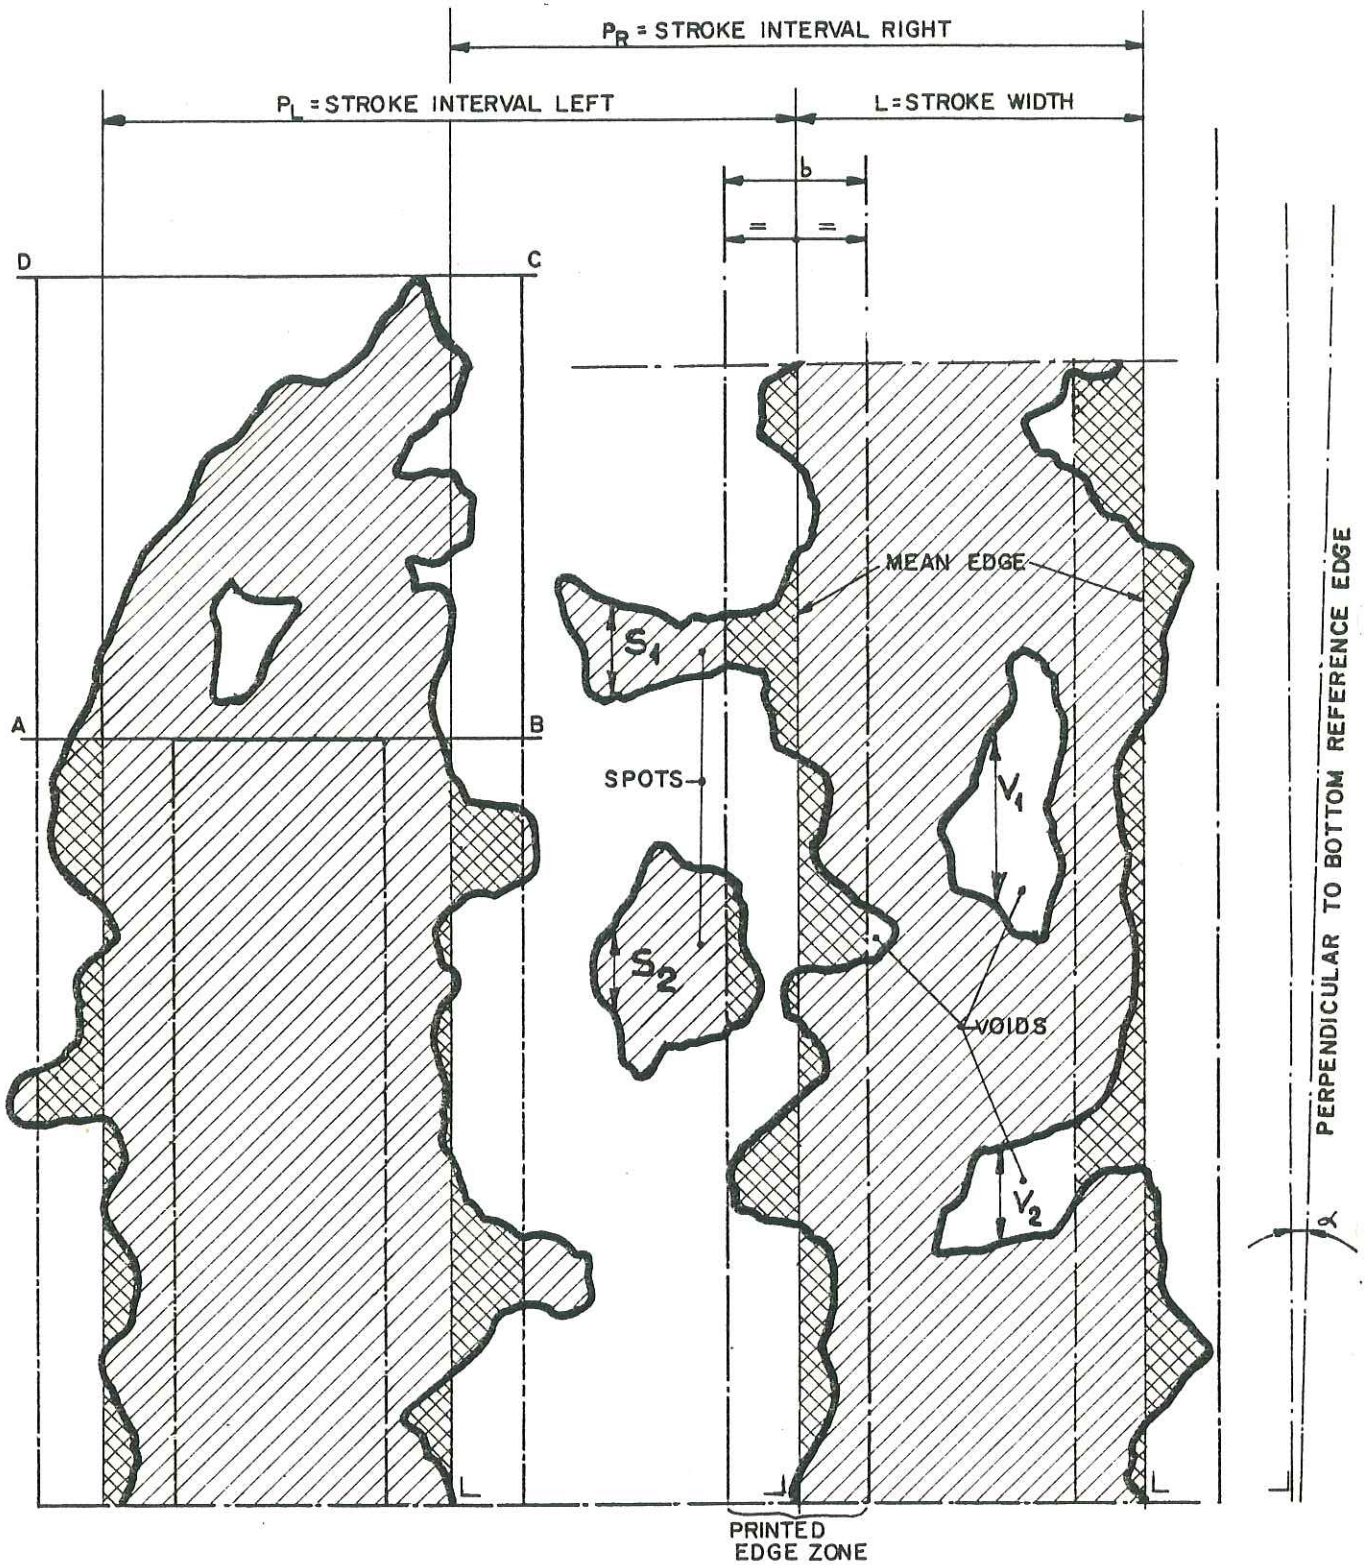 P_R = STROKE INTERVAL RIGHT
P_L = STROKE INTERVAL LEFT
L = STROKE WIDTH
b
= =
D
C
MEAN EDGE
S1
A
B
SPOTS
V1
S2
VOIDS
V2
PERPENDICULAR TO BOTTOM REFERENCE EDGE
α
PRINTED
EDGE ZONE